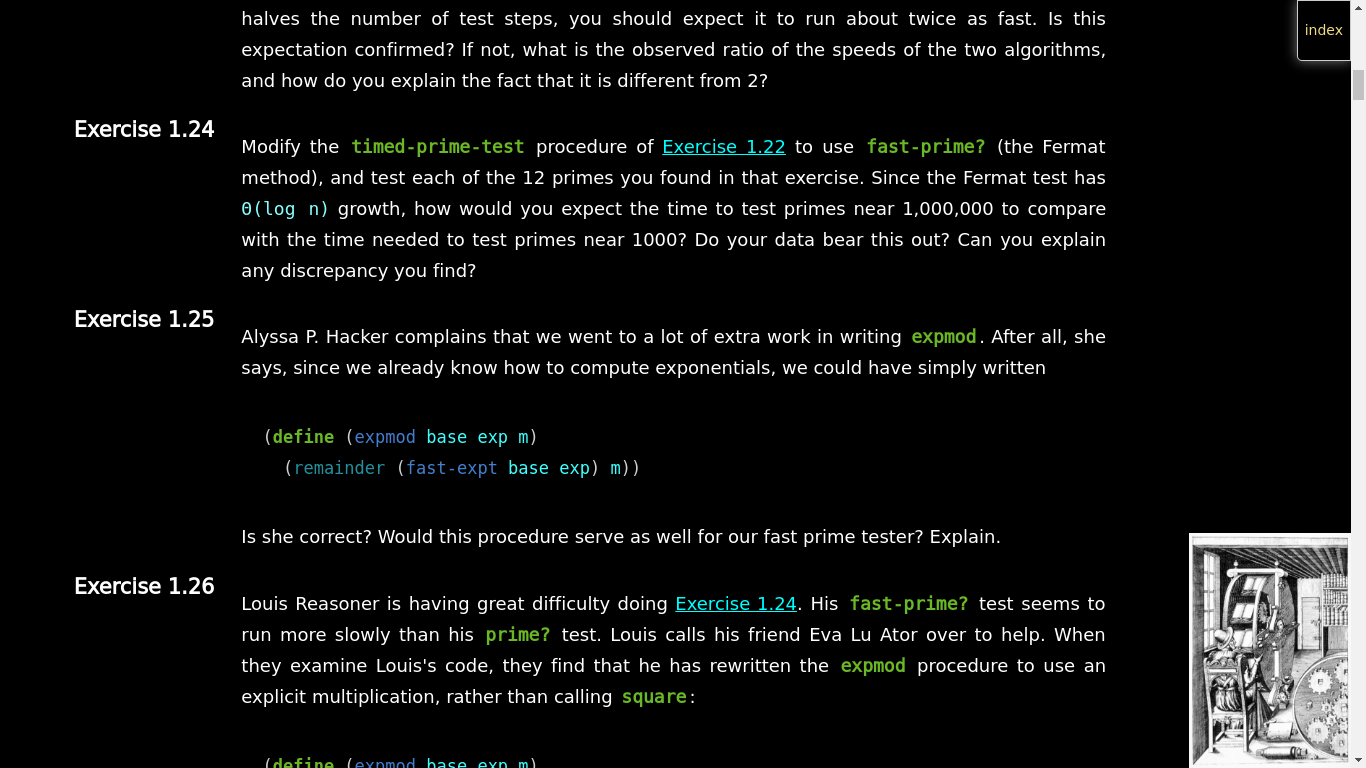 halves the number of test steps, you should expect it to run about twice as fast. Is this
expectation confirmed? If not, what is the observed ratio of the speeds of the two algorithms,
and how do you explain the fact that it is different from 2?
index
Exercise 1.24
Modify the timed-prime-test procedure of Exercise 1.22 to use fast-prime? (the Fermat
method), and test each of the 12 primes you found in that exercise. Since the Fermat test has
Θ(log n) growth, how would you expect the time to test primes near 1,000,000 to compare
with the time needed to test primes near 1000? Do your data bear this out? Can you explain
any discrepancy you find?
Exercise 1.25
Alyssa P. Hacker complains that we went to a lot of extra work in writing expmod. After all, she
says, since we already know how to compute exponentials, we could have simply written
(define (expmod base exp m)
(remainder (fast-expt base exp) m))
Is she correct? Would this procedure serve as well for our fast prime tester? Explain.
Exercise 1.26
Louis Reasoner is having great difficulty doing Exercise 1.24. His fast-prime? test seems to
run more slowly than his prime? test. Louis calls his friend Eva Lu Ator over to help. When
they examine Louis's code, they find that he has rewritten the expmod procedure to use an
explicit multiplication, rather than calling square:
(define (expmod base exp m)